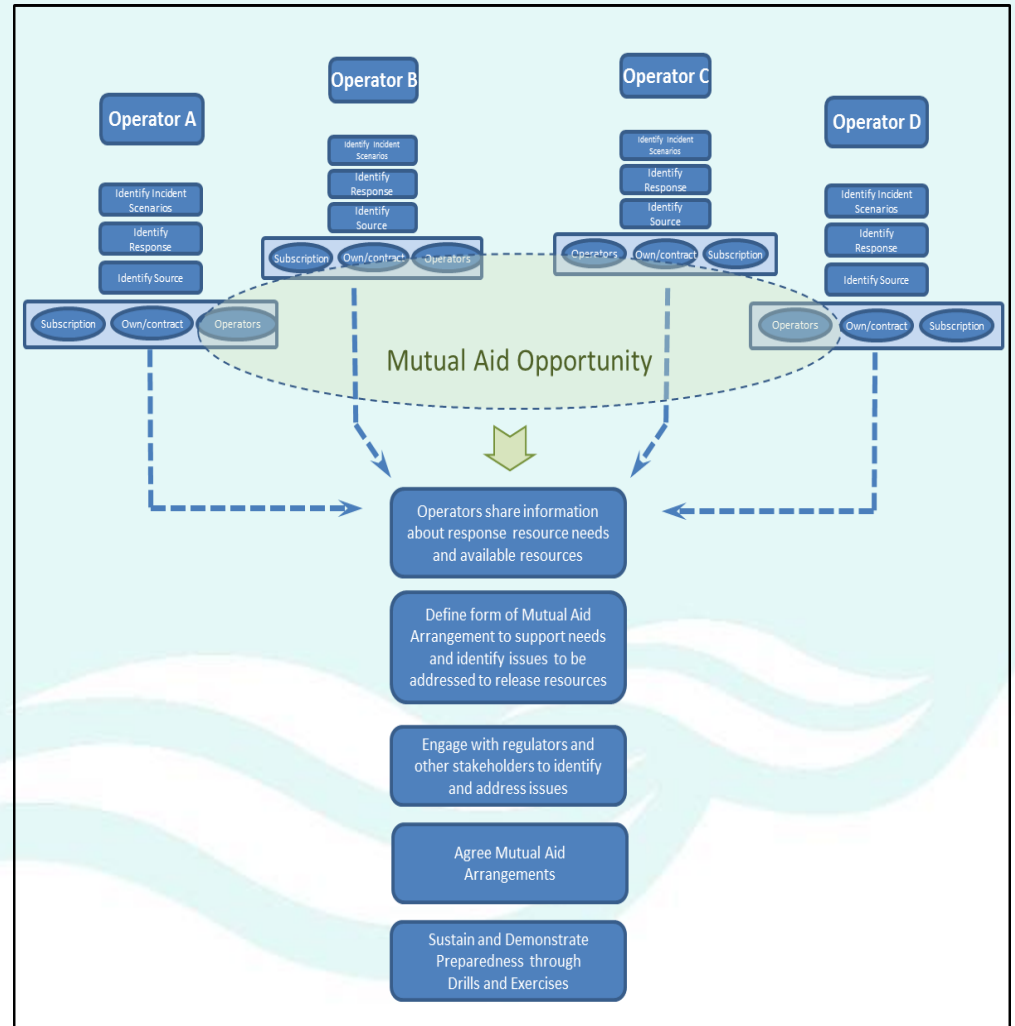 Operator A
Identify Incident
Scenarios
Identify
Response
Identify Source
Subscription
Own/contract
Operators
Operator B
Identify Incident
Scenarios
Identify
Response
Identify
Source
Subscription
Own/contract
Operators
Operator C
Identify Incident
Scenarios
Identify
Response
Identify
Source
Operators
Own/contract
Subscription
Operator D
Identify Incident
Scenarios
Identify
Response
Identify Source
Operators
Own/contract
Subscription
Mutual Aid Opportunity
Operators share information
about response resource needs
and available resources
Define form of Mutual Aid
Arrangement to support needs
and identify issues to be
addressed to release resources
Engage with regulators and
other stakeholders to identify
and address issues
Agree Mutual Aid
Arrangements
Sustain and Demonstrate
Preparedness through
Drills and Exercises